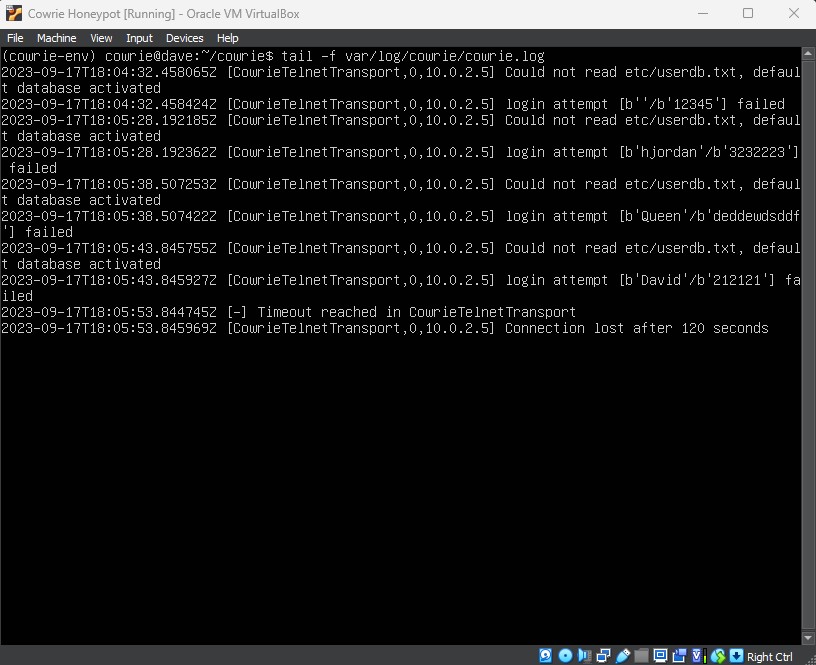 Cowrie Honeypot [Running] - Oracle VM VirtualBox
File Machine View Input Devices Help
(cowrie-env) cowrie@dave:~/cowrie$ tail -f var/log/cowrie/cowrie.log
2023-09-17T18:04:32.458065Z [CowrieTelnetTransport,0,10.0.2.5] Could not read etc/userdb.txt, defaul
t database activated
2023-09-17T18:04:32.458424Z [CowrieTelnetTransport,0,10.0.2.5] login attempt [b''/b'12345'] failed
2023-09-17T18:05:28.192185Z [CowrieTelnetTransport,0,10.0.2.5] Could not read etc/userdb.txt, defaul
t database activated
2023-09-17T18:05:28.192362Z [CowrieTelnetTransport,0,10.0.2.5] login attempt [b'hjordan'/b'3232223']
 failed
2023-09-17T18:05:38.507253Z [CowrieTelnetTransport,0,10.0.2.5] Could not read etc/userdb.txt, defaul
t database activated
2023-09-17T18:05:38.507422Z [CowrieTelnetTransport,0,10.0.2.5] login attempt [b'Queen'/b'deddewdsddf
'] failed
2023-09-17T18:05:43.845755Z [CowrieTelnetTransport,0,10.0.2.5] Could not read etc/userdb.txt, defaul
t database activated
2023-09-17T18:05:43.845927Z [CowrieTelnetTransport,0,10.0.2.5] login attempt [b'David'/b'212121'] fa
iled
2023-09-17T18:05:53.844745Z [-] Timeout reached in CowrieTelnetTransport
2023-09-17T18:05:53.845969Z [CowrieTelnetTransport,0,10.0.2.5] Connection lost after 120 seconds
Right Ctrl